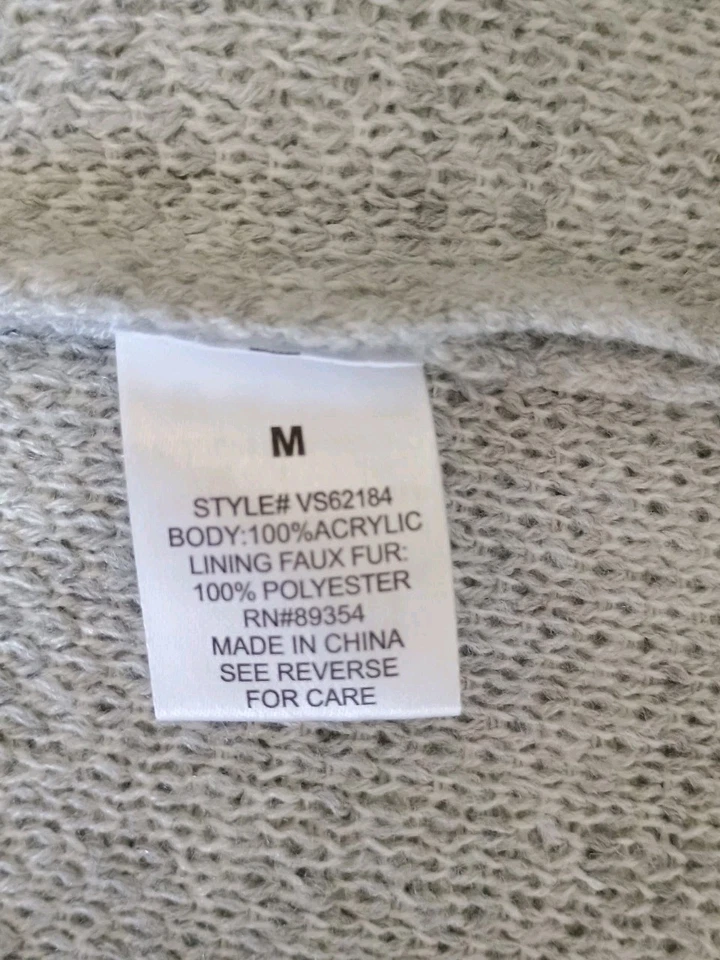 M
STYLE# VS62184
BODY:100%ACRYLIC
LINING FAUX FUR:
100% POLYESTER
RN#89354
MADE IN CHINA
SEE REVERSE
FOR CARE